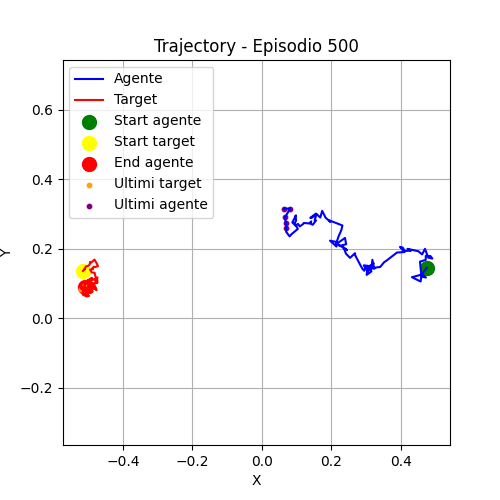 Trajectory - Episodio 500
Agente
Target
Start agente
Start target
End agente
Ultimi target
Ultimi agente
0.6
0.4
0.2
0.0
−0.2
Y
−0.4
−0.2
0.0
0.2
0.4
X